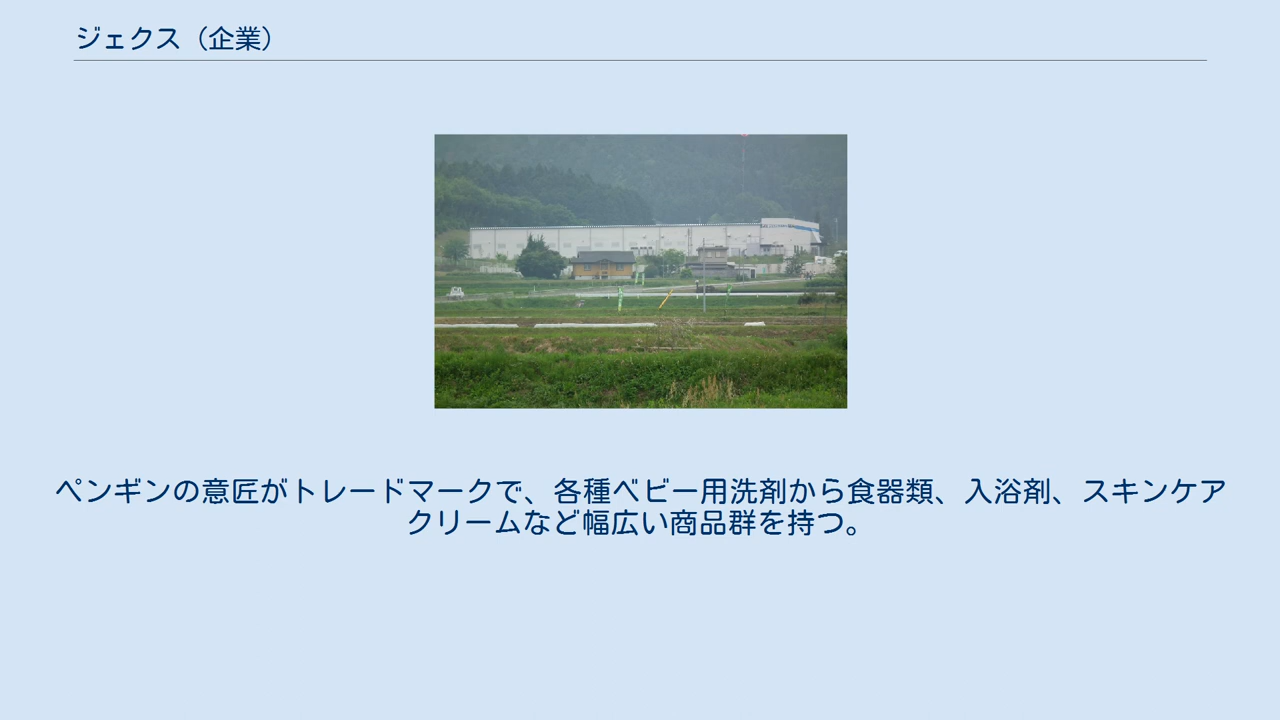 ジェクス（企業）
ペンギンの意匠がトレードマークで、各種ベビー用洗剤から食器類、入浴剤、スキンケア
クリームなど幅広い商品群を持つ。